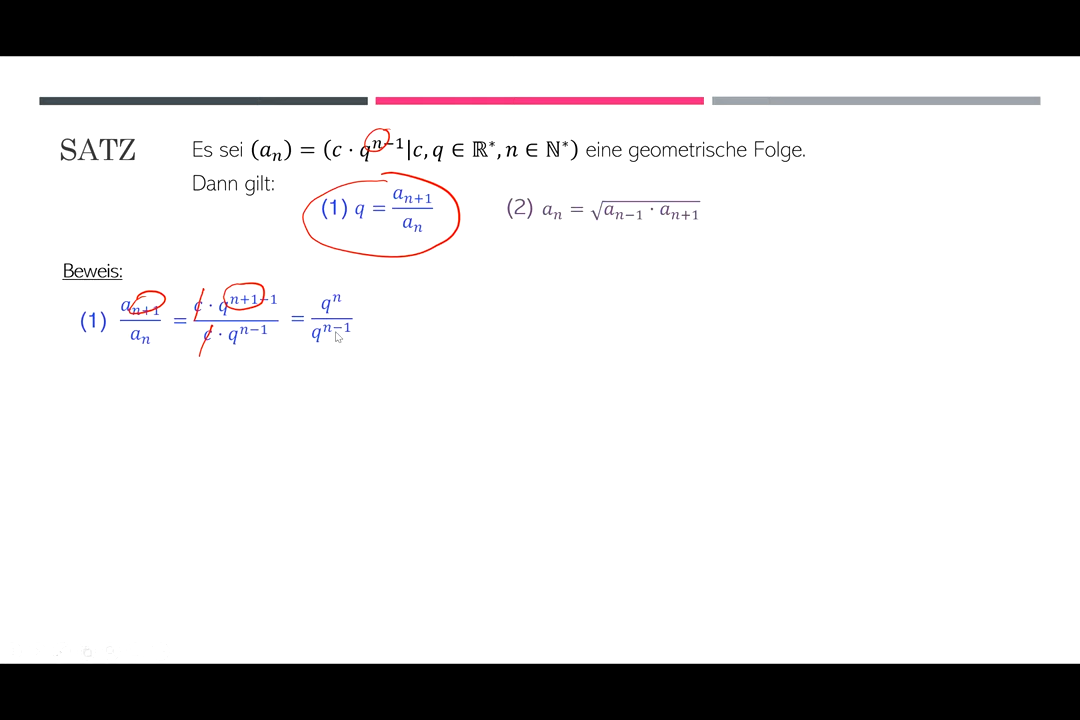 SATZ
Es sei (aₙ) = (c · qⁿ⁻¹|c, q ∈ ℝ*, n ∈ ℕ*) eine geometrische Folge.
Dann gilt:
(1) q = aₙ₊₁/aₙ (2) aₙ = √(aₙ₋₁ · aₙ₊₁)
Beweis:
(1) aₙ₊₁/aₙ = c · qⁿ⁺¹⁻¹/c · qⁿ⁻¹ = qⁿ/qⁿ⁻¹